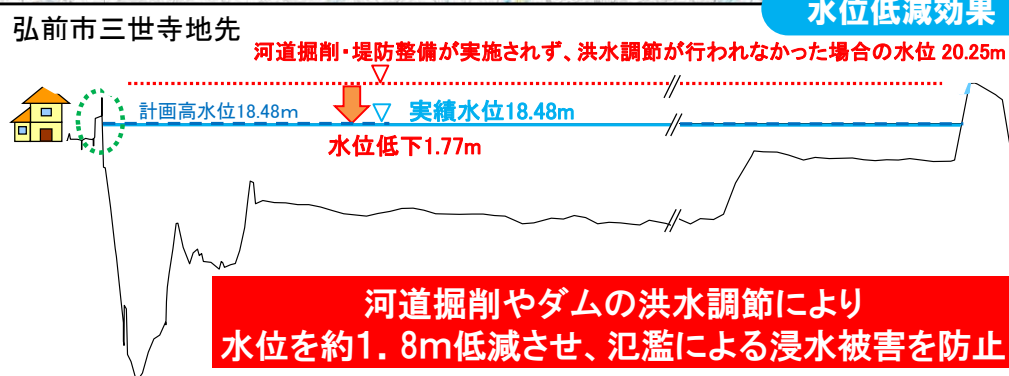 水位低減効果
弘前市三世寺地先
河道掘削・堤防整備が実施されず、洪水調節が行われなかった場合の水位 20.25m
計画高水位18.48m
実績水位18.48m
水位低下1.77m
河道掘削やダムの洪水調節により
水位を約1.8m低減させ、氾濫による浸水被害を防止